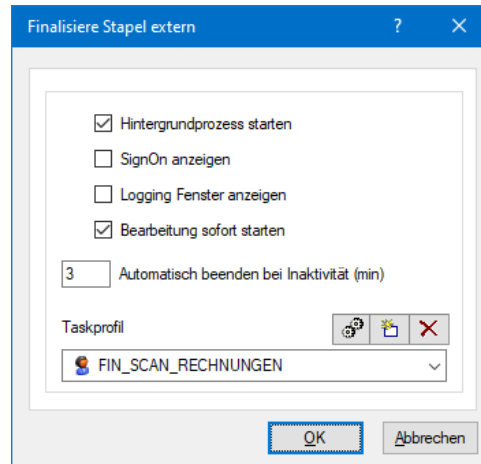 Finalisiere Stapel extern
Hintergrundprozess starten
SignOn anzeigen
Logging Fenster anzeigen
Bearbeitung sofort starten
3 Automatisch beenden bei Inaktivität (min)
Taskprofil
FIN_SCAN_RECHNUNGEN
OK Abbrechen